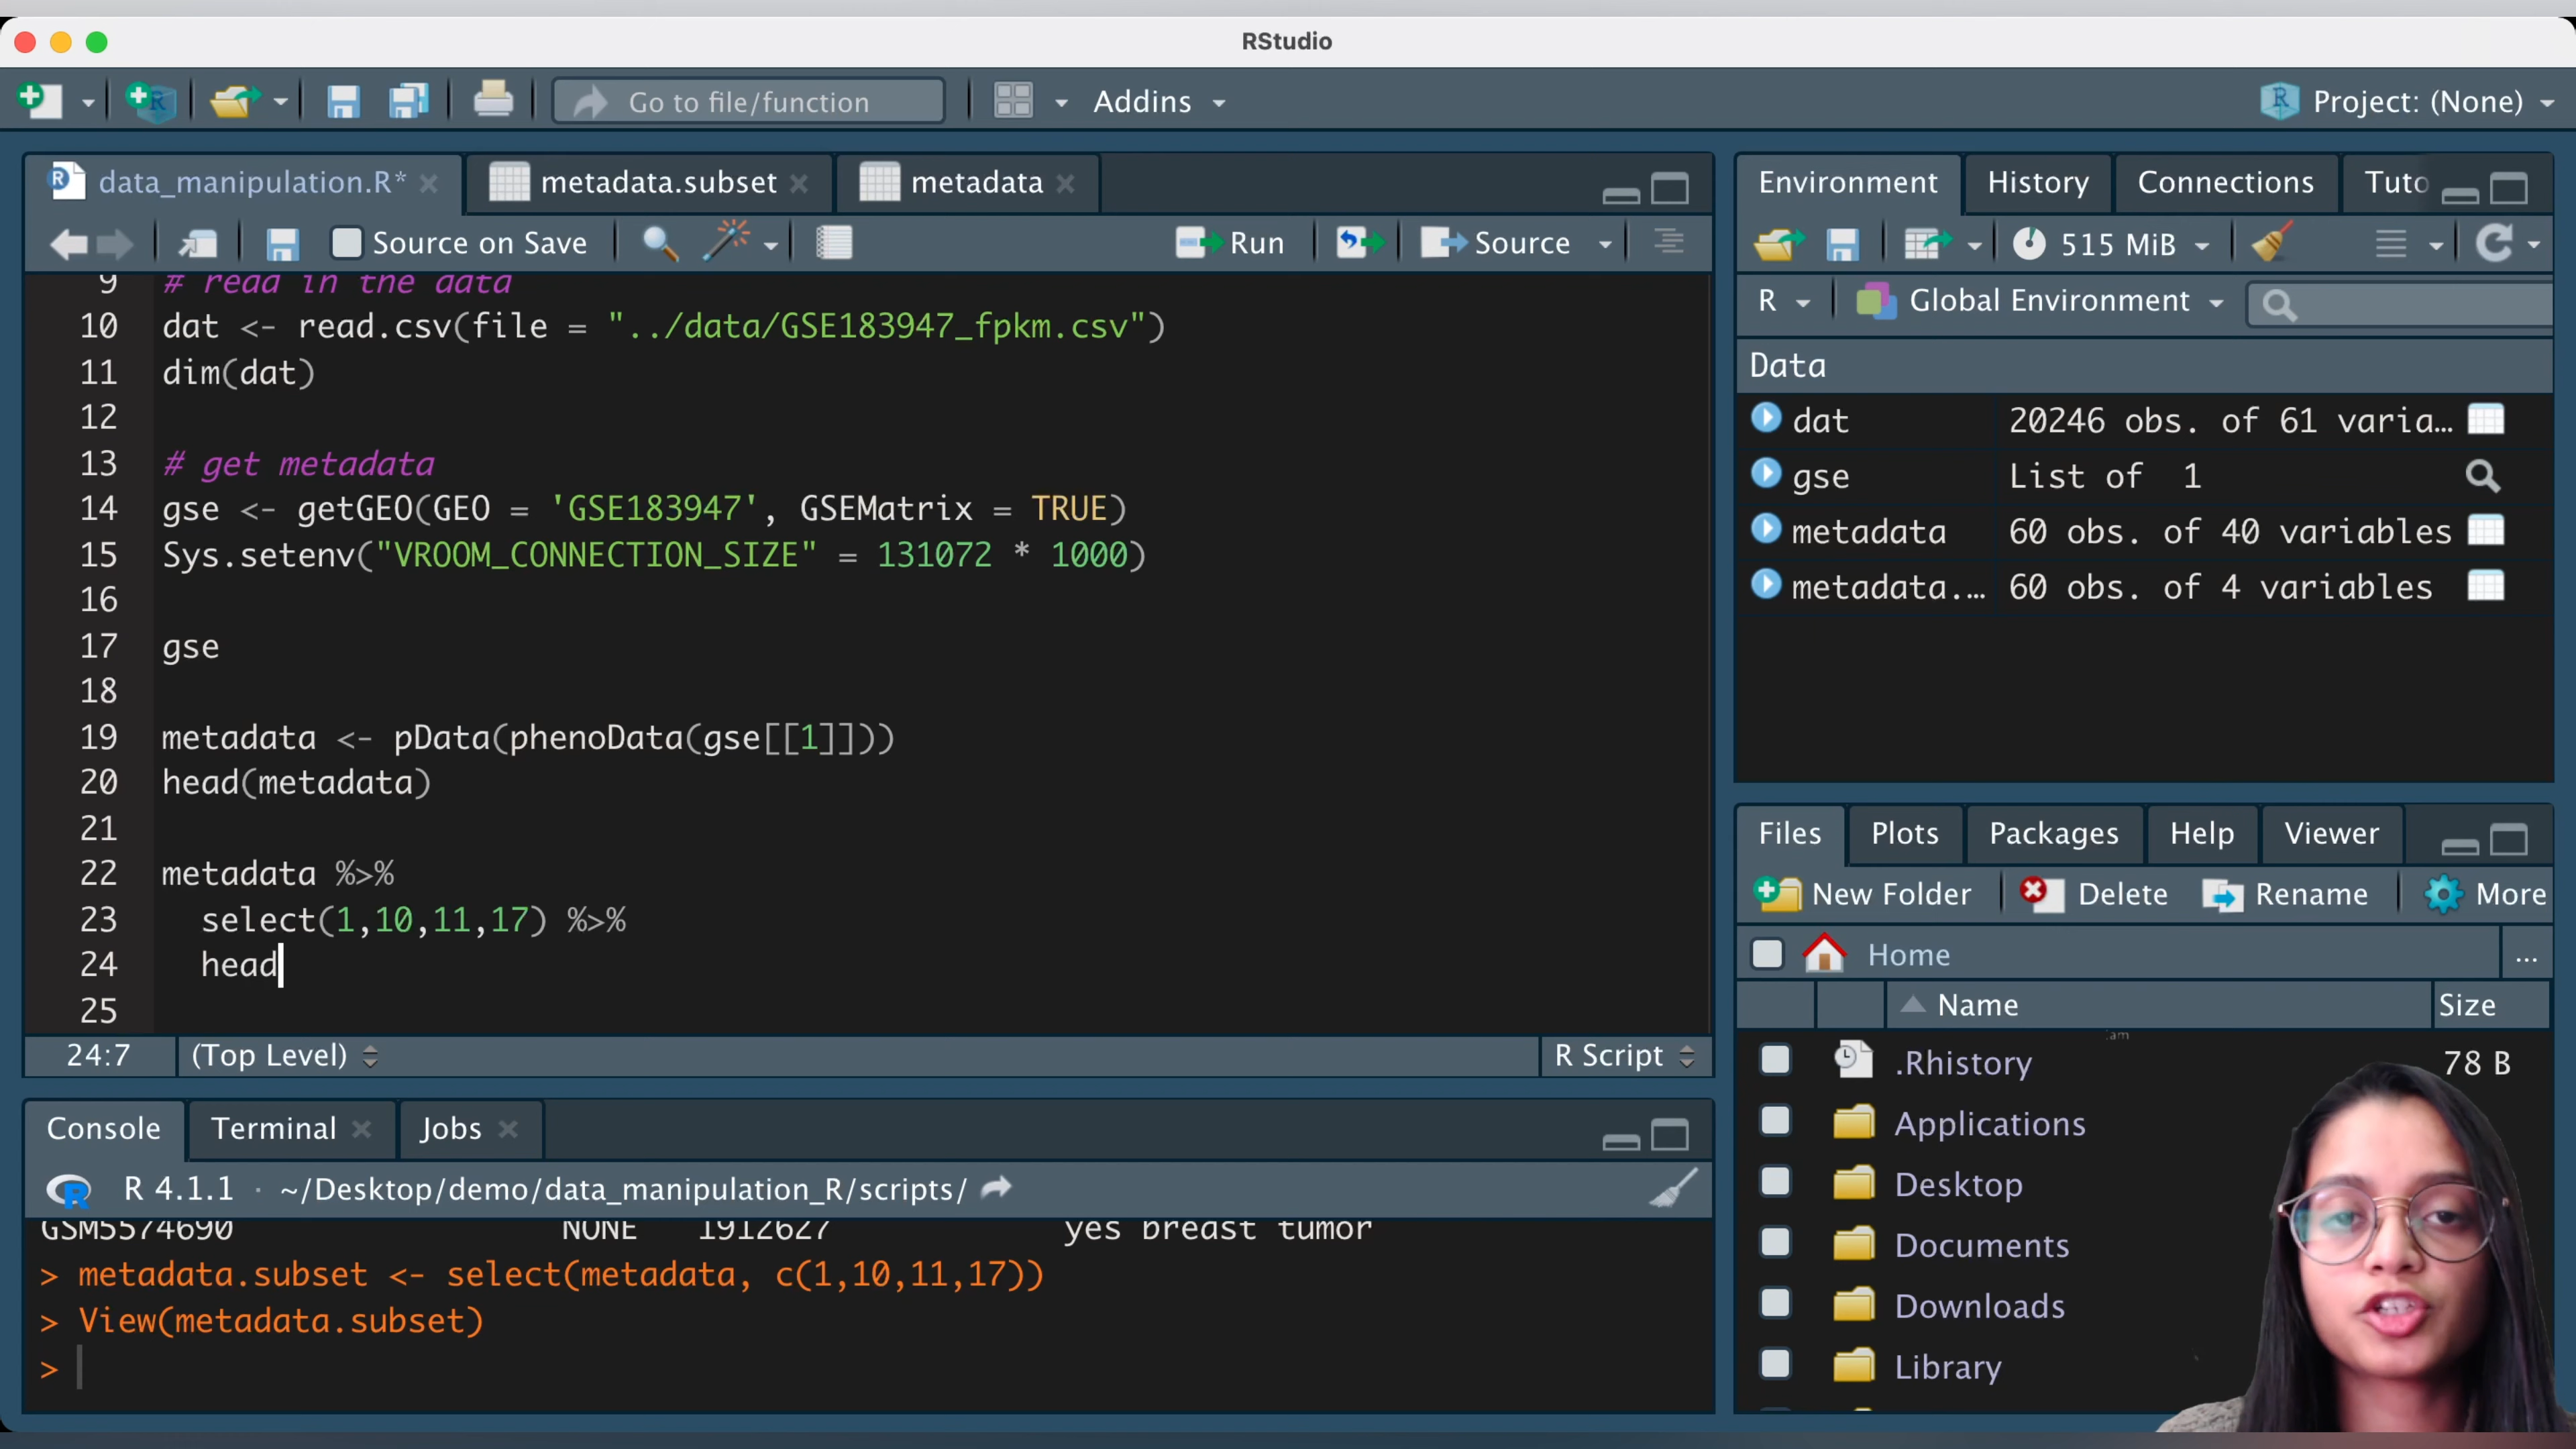 RStudio
Go to file/function
Addins
Project: (None)
data_manipulation.R*
metadata.subset
metadata
Source on Save
Run
Source
9 # read in the data
10 dat <- read.csv(file = "../data/GSE183947_fpkm.csv")
11 dim(dat)
12
13 # get metadata
14 gse <- getGEO(GEO = 'GSE183947', GSEMatrix = TRUE)
15 Sys.setenv("VROOM_CONNECTION_SIZE" = 131072 * 1000)
16
17 gse
18
19 metadata <- pData(phenoData(gse[[1]]))
20 head(metadata)
21
22 metadata %>%
23 select(1,10,11,17) %>%
24 head
25
24:7 (Top Level) R Script
Console Terminal Jobs
R 4.1.1 · ~/Desktop/demo/data_manipulation_R/scripts/
GSM5574690 NONE 1912627 yes breast tumor
> metadata.subset <- select(metadata, c(1,10,11,17))
> View(metadata.subset)
>
Environment History Connections Tuto
515 MiB
R Global Environment
Data
dat 20246 obs. of 61 varia…
gse List of 1
metadata 60 obs. of 40 variables
metadata.… 60 obs. of 4 variables
Files Plots Packages Help Viewer
New Folder Delete Rename More
Home ...
Name Size
.Rhistory 78 B
Applications
Desktop
Documents
Downloads
Library